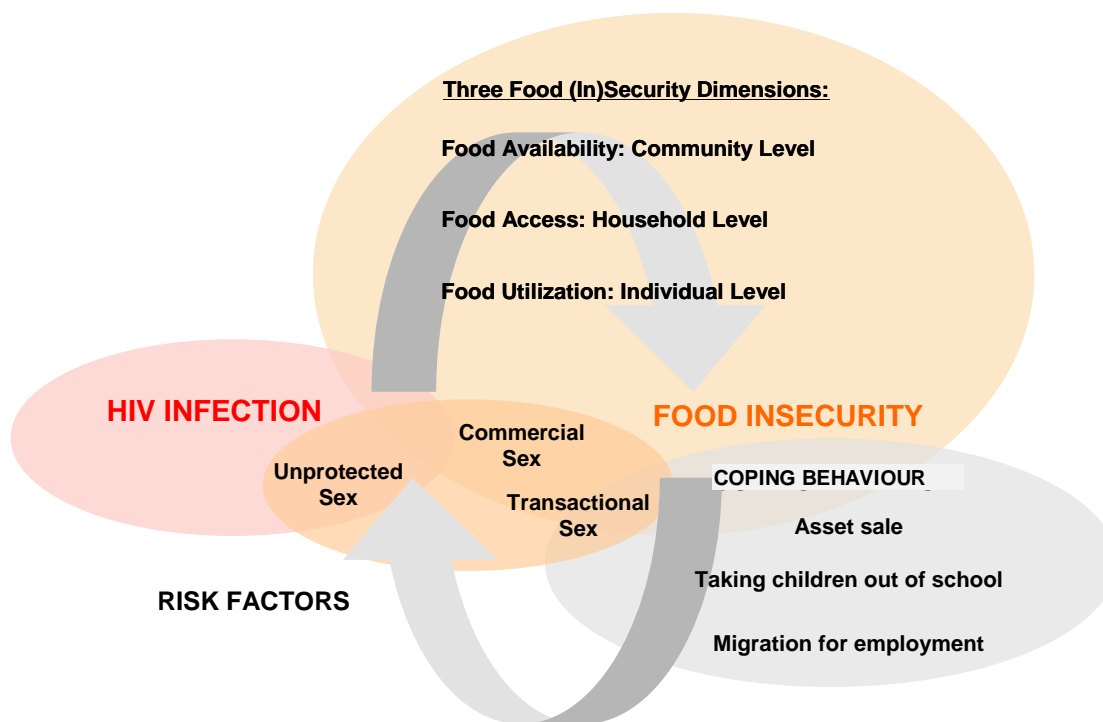 Three Food (In)Security Dimensions:
Food Availability: Community Level
Food Access: Household Level
Food Utilization: Individual Level
HIV INFECTION
FOOD INSECURITY
Commercial
Sex
Unprotected
Sex
Transactional
Sex
COPING BEHAVIOUR
Asset sale
Taking children out of school
Migration for employment
RISK FACTORS